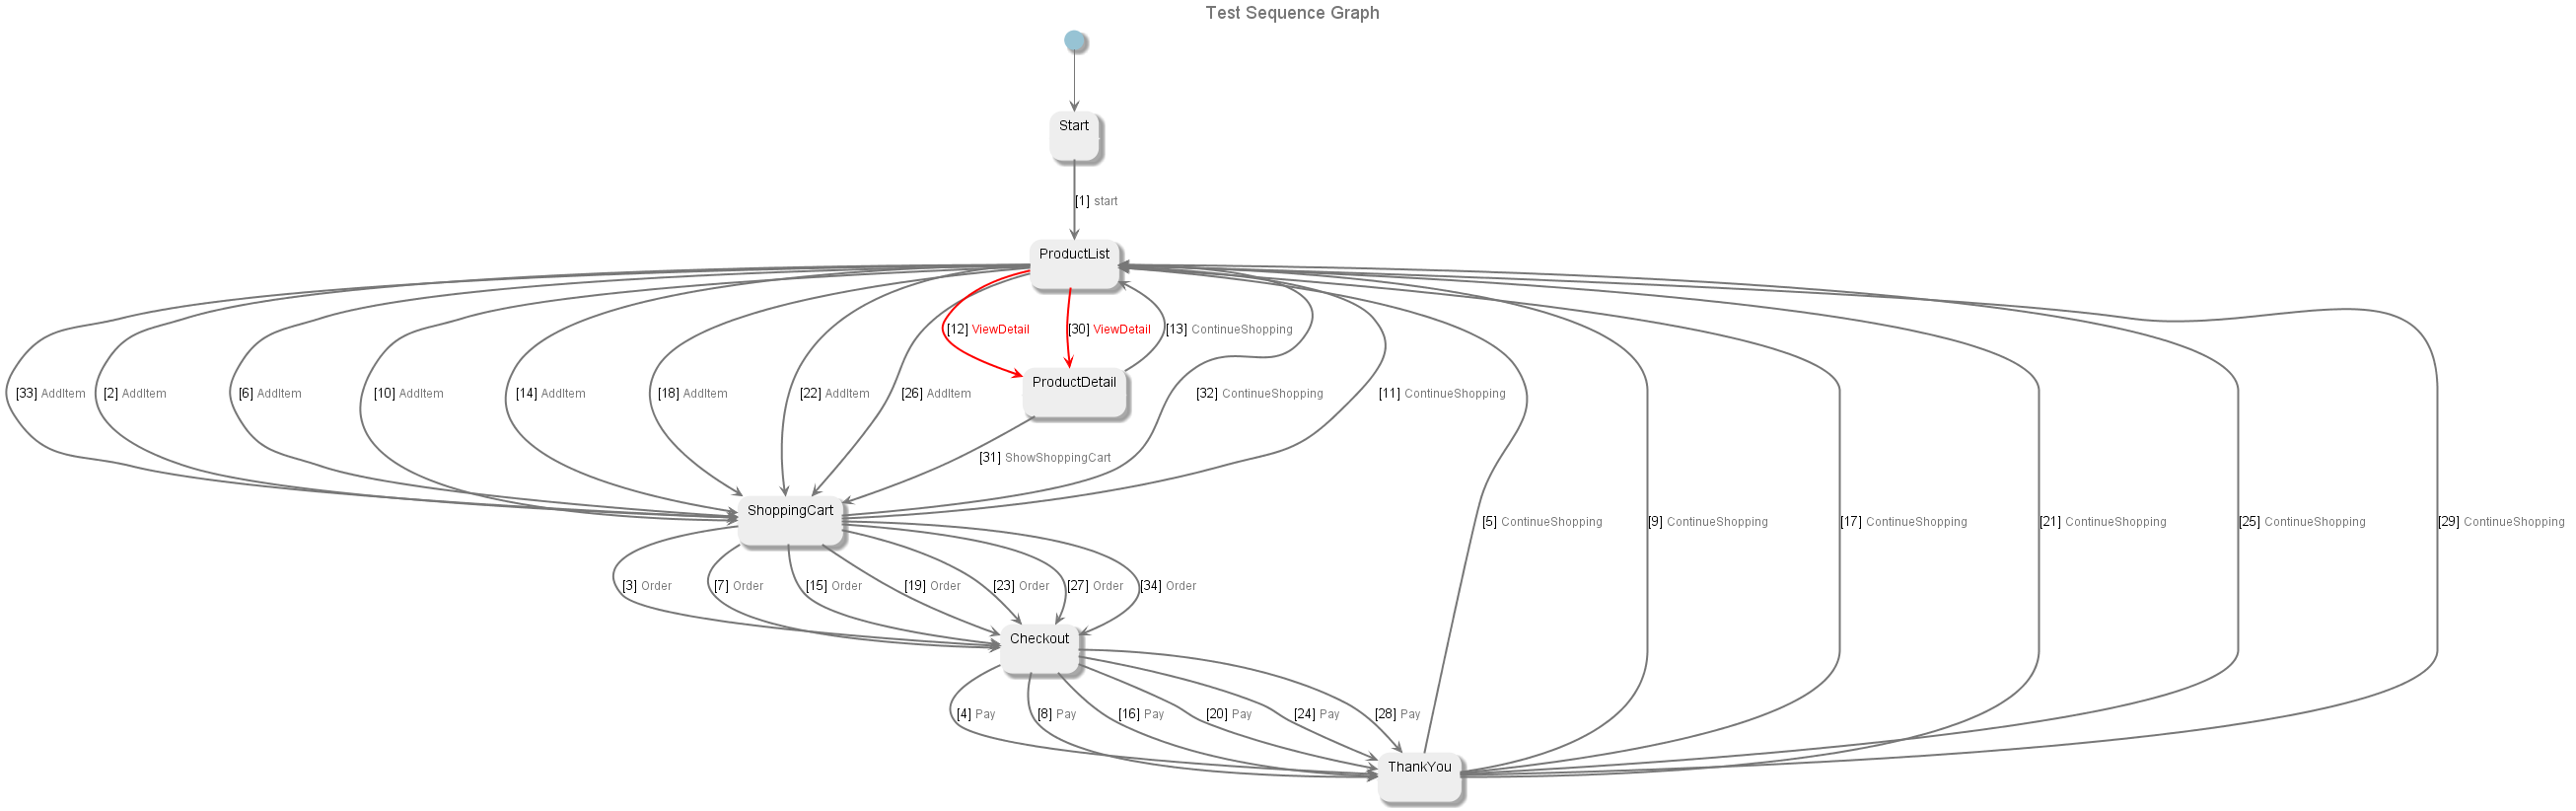 Test Sequence Graph
Start
[1] start
ProductList
[12] ViewDetail
[30] ViewDetail
[13] ContinueShopping
[33] AddItem
[2] AddItem
[6] AddItem
[10] AddItem
[14] AddItem
[18] AddItem
[22] AddItem
[26] AddItem
ProductDetail
[32] ContinueShopping
[11] ContinueShopping
[31] ShowShoppingCart
ShoppingCart
[5] ContinueShopping
[9] ContinueShopping
[17] ContinueShopping
[21] ContinueShopping
[25] ContinueShopping
[29] ContinueShopping
[3] Order
[7] Order
[15] Order
[19] Order
[23] Order
[27] Order
[34] Order
Checkout
[4] Pay
[8] Pay
[16] Pay
[20] Pay
[24] Pay
[28] Pay
ThankYou